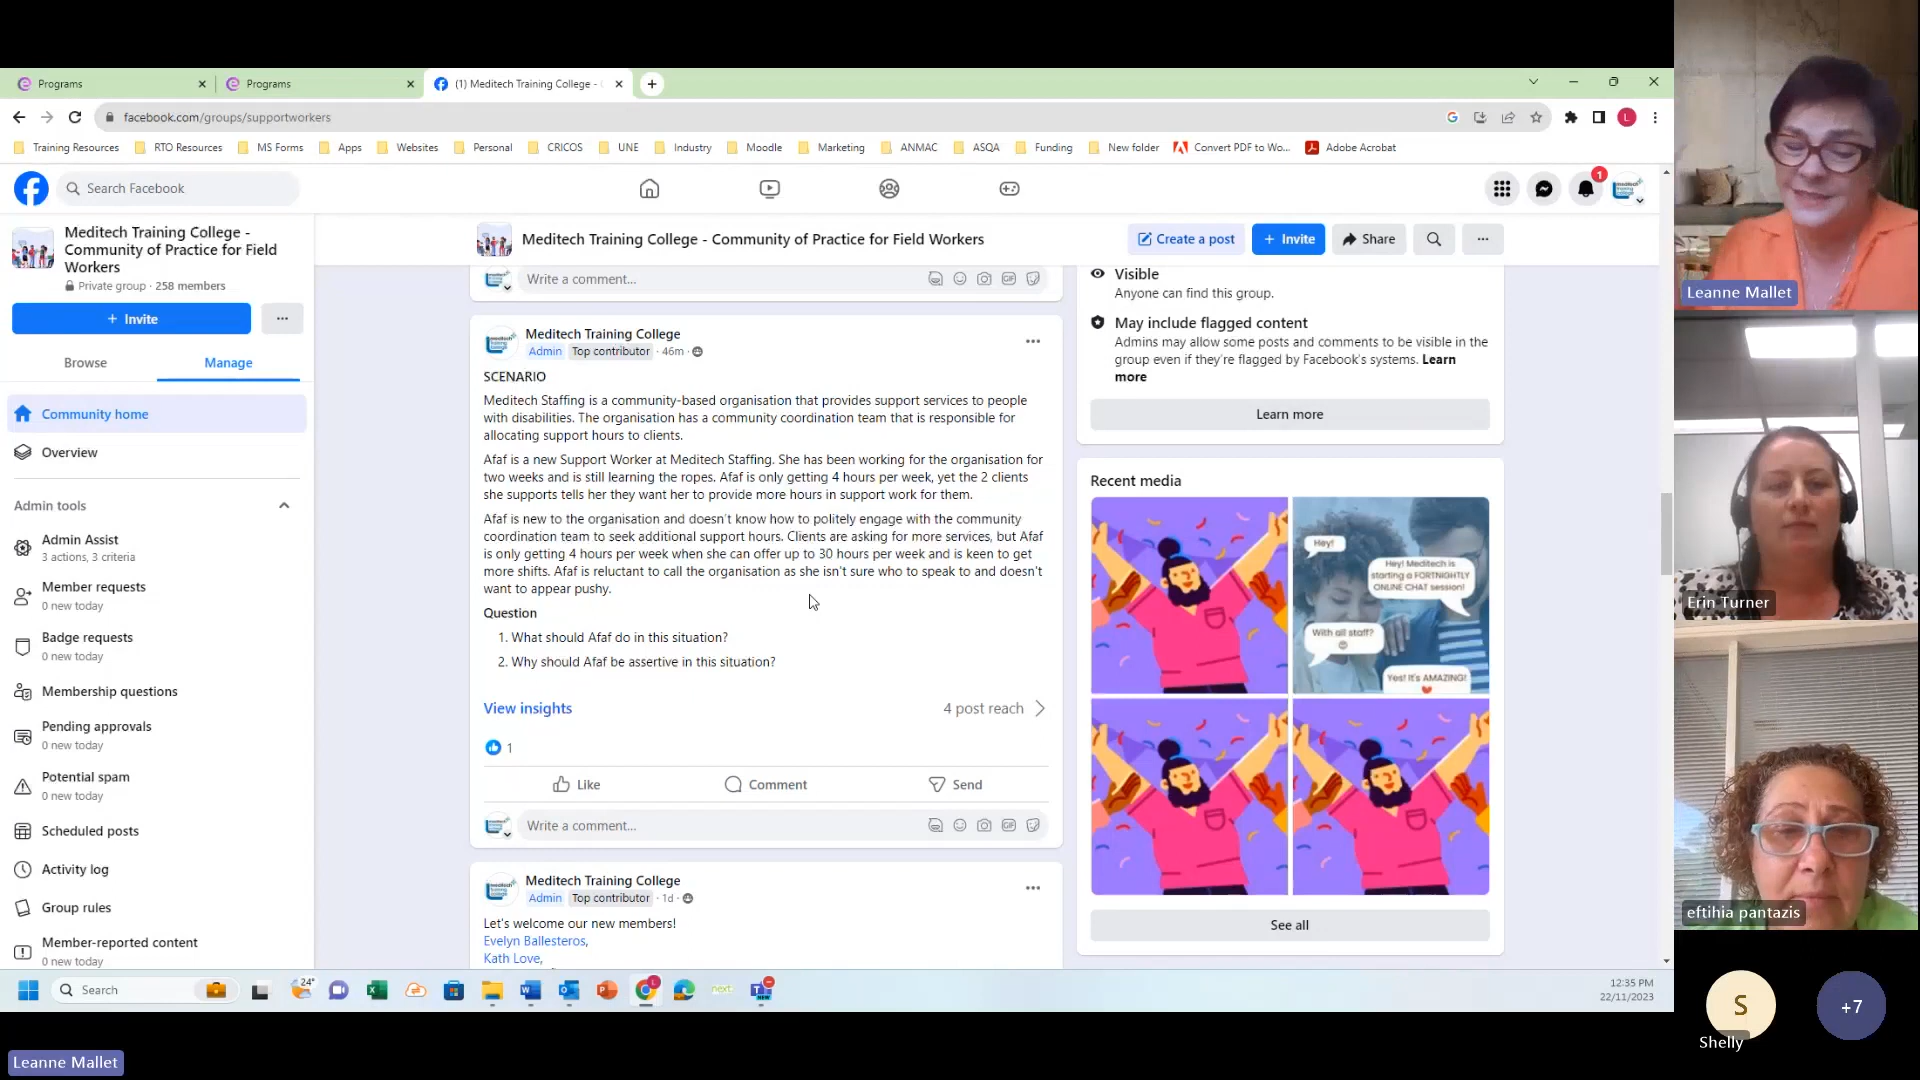 Programs
Programs
(1) Meditech Training College -
facebook.com/groups/supportworkers
Training Resources
RTO Resources
MS Forms
Apps
Websites
Personal
CRICOS
UNE
Industry
Moodle
Marketing
ANMAC
ASQA
Funding
New folder
Convert PDF to Wo...
Adobe Acrobat
Search Facebook
1
Meditech Training College -
Community of Practice for Field
Workers
Private group · 258 members
+ Invite
Browse
Manage
Community home
Overview
Admin tools
Admin Assist
3 actions, 3 criteria
Member requests
0 new today
Badge requests
0 new today
Membership questions
Pending approvals
0 new today
Potential spam
0 new today
Scheduled posts
Activity log
Group rules
Member-reported content
0 new today
Meditech Training College - Community of Practice for Field Workers
Create a post
+ Invite
Share
Write a comment...
Meditech Training College
Admin Top contributor · 46m ·
SCENARIO
Meditech Staffing is a community-based organisation that provides support services to people
with disabilities. The organisation has a community coordination team that is responsible for
allocating support hours to clients.
Afaf is a new Support Worker at Meditech Staffing. She has been working for the organisation for
two weeks and is still learning the ropes. Afaf is only getting 4 hours per week, yet the 2 clients
she supports tells her they want her to provide more hours in support work for them.
Afaf is new to the organisation and doesn't know how to politely engage with the community
coordination team to seek additional support hours. Clients are asking for more services, but Afaf
is only getting 4 hours per week when she can offer up to 30 hours per week and is keen to get
more shifts. Afaf is reluctant to call the organisation as she isn't sure who to speak to and doesn't
want to appear pushy.
Question
1. What should Afaf do in this situation?
2. Why should Afaf be assertive in this situation?
View insights
4 post reach
1
Like
Comment
Send
Write a comment...
Meditech Training College
Admin Top contributor · 1d ·
Let's welcome our new members!
Evelyn Ballesteros,
Kath Love,
Visible
Anyone can find this group.
May include flagged content
Admins may allow some posts and comments to be visible in the
group even if they're flagged by Facebook's systems. Learn
more
Learn more
Recent media
Hey!
Hey! Meditech is
starting a FORTNIGHTLY
ONLINE CHAT session!
With all staff?
Yes! It's AMAZING!
See all
Search
24°
next
NEW
12:35 PM
22/11/2023
Leanne Mallet
Erin Turner
eftihia pantazis
S
Shelly
+7
Leanne Mallet